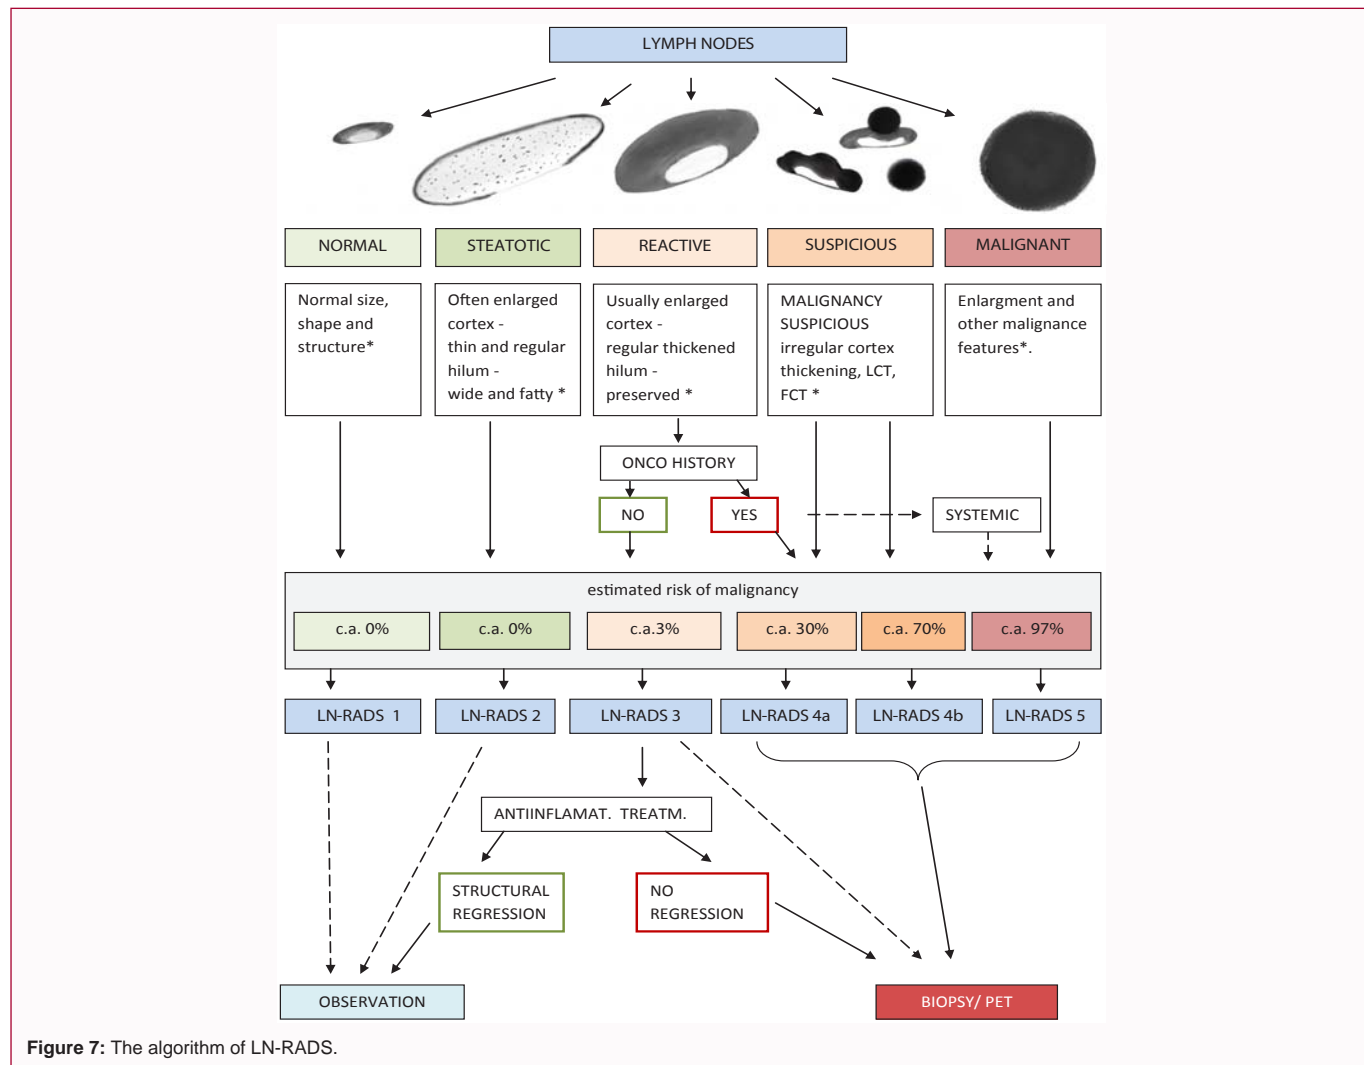 LYMPH NODES
NORMAL
STEATOTIC
REACTIVE
SUSPICIOUS
MALIGNANT
Normal size,
shape and
structure*
Often enlarged
cortex -
thin and regular
hilum -
wide and fatty *
Usually enlarged
cortex -
regular thickened
hilum -
preserved *
MALIGNANCY
SUSPICIOUS
irregular cortex
thickening, LCT,
FCT *
Enlargment and
other malignance
features*.
ONCO HISTORY
NO
YES
SYSTEMIC
estimated risk of malignancy
c.a. 0%
c.a. 0%
c.a.3%
c.a. 30%
c.a. 70%
c.a. 97%
LN-RADS 1
LN-RADS 2
LN-RADS 3
LN-RADS 4a
LN-RADS 4b
LN-RADS 5
ANTIINFLAMAT. TREATM.
STRUCTURAL
REGRESSION
NO
REGRESSION
OBSERVATION
BIOPSY/ PET
Figure 7: The algorithm of LN-RADS.